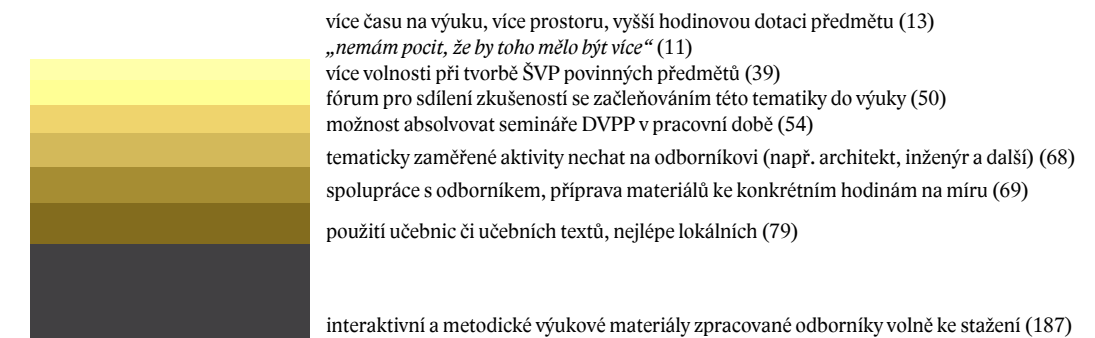 více času na výuku, více prostoru, vyšší hodinovou dotaci předmětu (13)
„nemám pocit, že by toho mělo být více“ (11)
více volnosti při tvorbě ŠVP povinných předmětů (39)
fórum pro sdílení zkušeností se začleňováním této tematiky do výuky (50)
možnost absolvovat semináře DVPP v pracovní době (54)
tematicky zaměřené aktivity nechat na odborníkovi (např. architekt, inženýr a další) (68)
spolupráce s odborníkem, příprava materiálů ke konkrétním hodinám na míru (69)
použití učebnic či učebních textů, nejlépe lokálních (79)
interaktivní a metodické výukové materiály zpracované odborníky volně ke stažení (187)